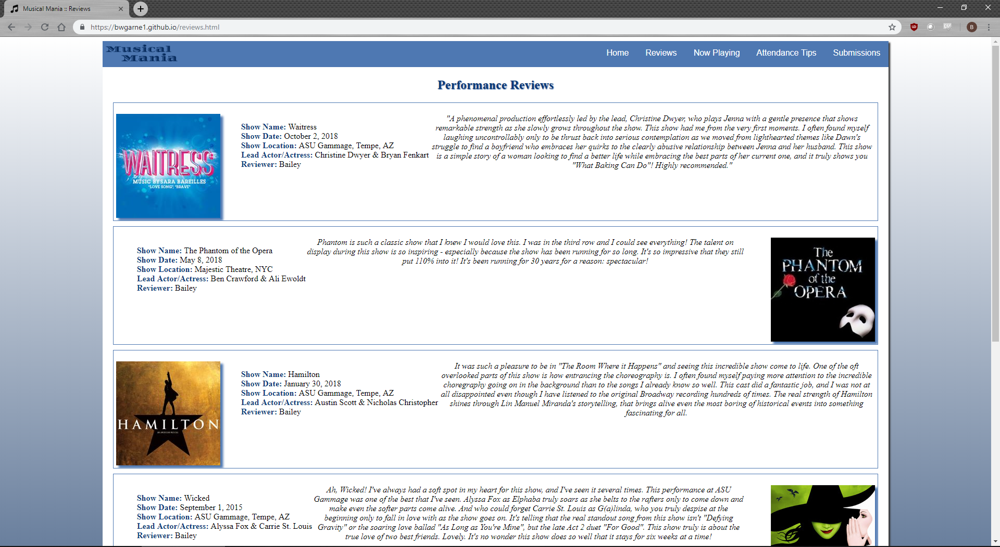 Musical Mania :: Reviews
https://bwgarne1.github.io/reviews.html
B
Musical
Mania
Home Reviews Now Playing Attendance Tips Submissions
Performance Reviews
WAITRESS
MUSIC BY SARA BAREILLES
"LOVE SONG", "BRAVE"
Show Name: Waitress
Show Date: October 2, 2018
Show Location: ASU Gammage, Tempe, AZ
Lead Actor/Actress: Christine Dwyer & Bryan Fenkart
Reviewer: Bailey
"A phenomenal production effortlessly led by the lead, Christine Dwyer, who plays Jenna with a gentle presence that shows
remarkable strength as she slowly grows throughout the show. This show had me from the very first moments. I often found myself
laughing uncontrollably only to be thrust back into serious contemplation as we moved from lighthearted themes like Dawn's
struggle to find a boyfriend who embraces her quirks to the clearly abusive relationship between Jenna and her husband. This show
is a simple story of a woman looking to find a better life while embracing the best parts of her current one, and it truly shows you
"What Baking Can Do"! Highly recommended."
Show Name: The Phantom of the Opera
Show Date: May 8, 2018
Show Location: Majestic Theatre, NYC
Lead Actor/Actress: Ben Crawford & Ali Ewoldt
Reviewer: Bailey
Phantom is such a classic show that I knew I would love this. I was in the third row and I could see everything! The talent on
display during this show is so inspiring - especially because the show has been running for so long. It's so impressive that they still
put 110% into it! It's been running for 30 years for a reason: spectacular!
The
PHANTOM
of the
OPERA
HAMILTON
AN AMERICAN MUSICAL
Show Name: Hamilton
Show Date: January 30, 2018
Show Location: ASU Gammage, Tempe, AZ
Lead Actor/Actress: Austin Scott & Nicholas Christopher
Reviewer: Bailey
It was such a pleasure to be in "The Room Where it Happens" and seeing this incredible show come to life. One of the oft
overlooked parts of this show is how entrancing the choreography is. I often found myself paying more attention to the incredible
choregraphy going on in the background than to the songs I already know so well. This cast did a fantastic job, and I was not at
all disappointed even though I have listened to the original Broadway recording hundreds of times. The real strength of Hamilton
shines through Lin Manuel Miranda's storytelling, that brings alive even the most boring of historical events into something
fascinating for all.
Show Name: Wicked
Show Date: September 1, 2015
Show Location: ASU Gammage, Tempe, AZ
Lead Actor/Actress: Alyssa Fox & Carrie St. Louis
Reviewer: Bailey
Ah, Wicked! I've always had a soft spot in my heart for this show, and I've seen it several times. This performance at ASU
Gammage was one of the best that I've seen. Alyssa Fox as Elphaba truly soars as she belts to the rafters only to come down and
make even the softer parts come alive. And who could forget Carrie St. Louis as G(a)linda, who you truly despise at the
beginning only to fall in love with as the show goes on. It's telling that the real standout song from this show isn't "Defying
Gravity" or the soaring love ballad "As Long as You're Mine", but the late Act 2 duet "For Good". This show truly is about the
true love of two best friends. Lovely. It's no wonder this show does so well that it stays for six weeks at a time!